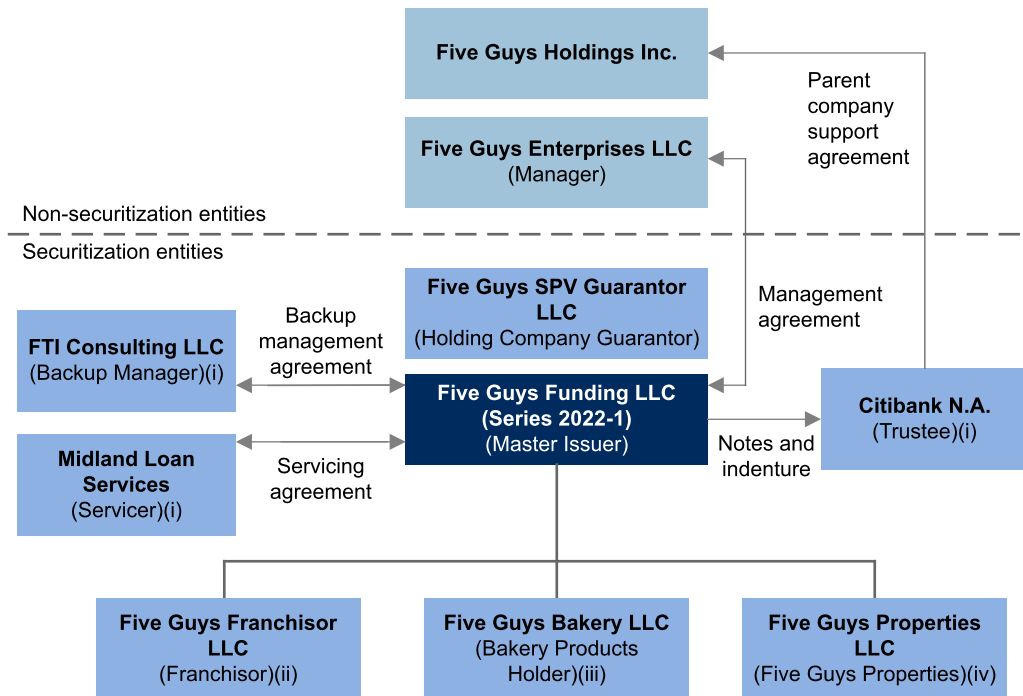 Five Guys Holdings Inc.
Parent
company
support
agreement
Five Guys Enterprises LLC
(Manager)
Non-securitization entities
Securitization entities
Five Guys SPV Guarantor
LLC
(Holding Company Guarantor)
Management
agreement
Backup
management
agreement
FTI Consulting LLC
(Backup Manager)(i)
Five Guys Funding LLC
(Series 2022-1)
(Master Issuer)
Citibank N.A.
(Trustee)(i)
Notes and
indenture
Midland Loan
Services
(Servicer)(i)
Servicing
agreement
Five Guys Franchisor
LLC
(Franchisor)(ii)
Five Guys Bakery LLC
(Bakery Products
Holder)(iii)
Five Guys Properties
LLC
(Five Guys Properties)(iv)